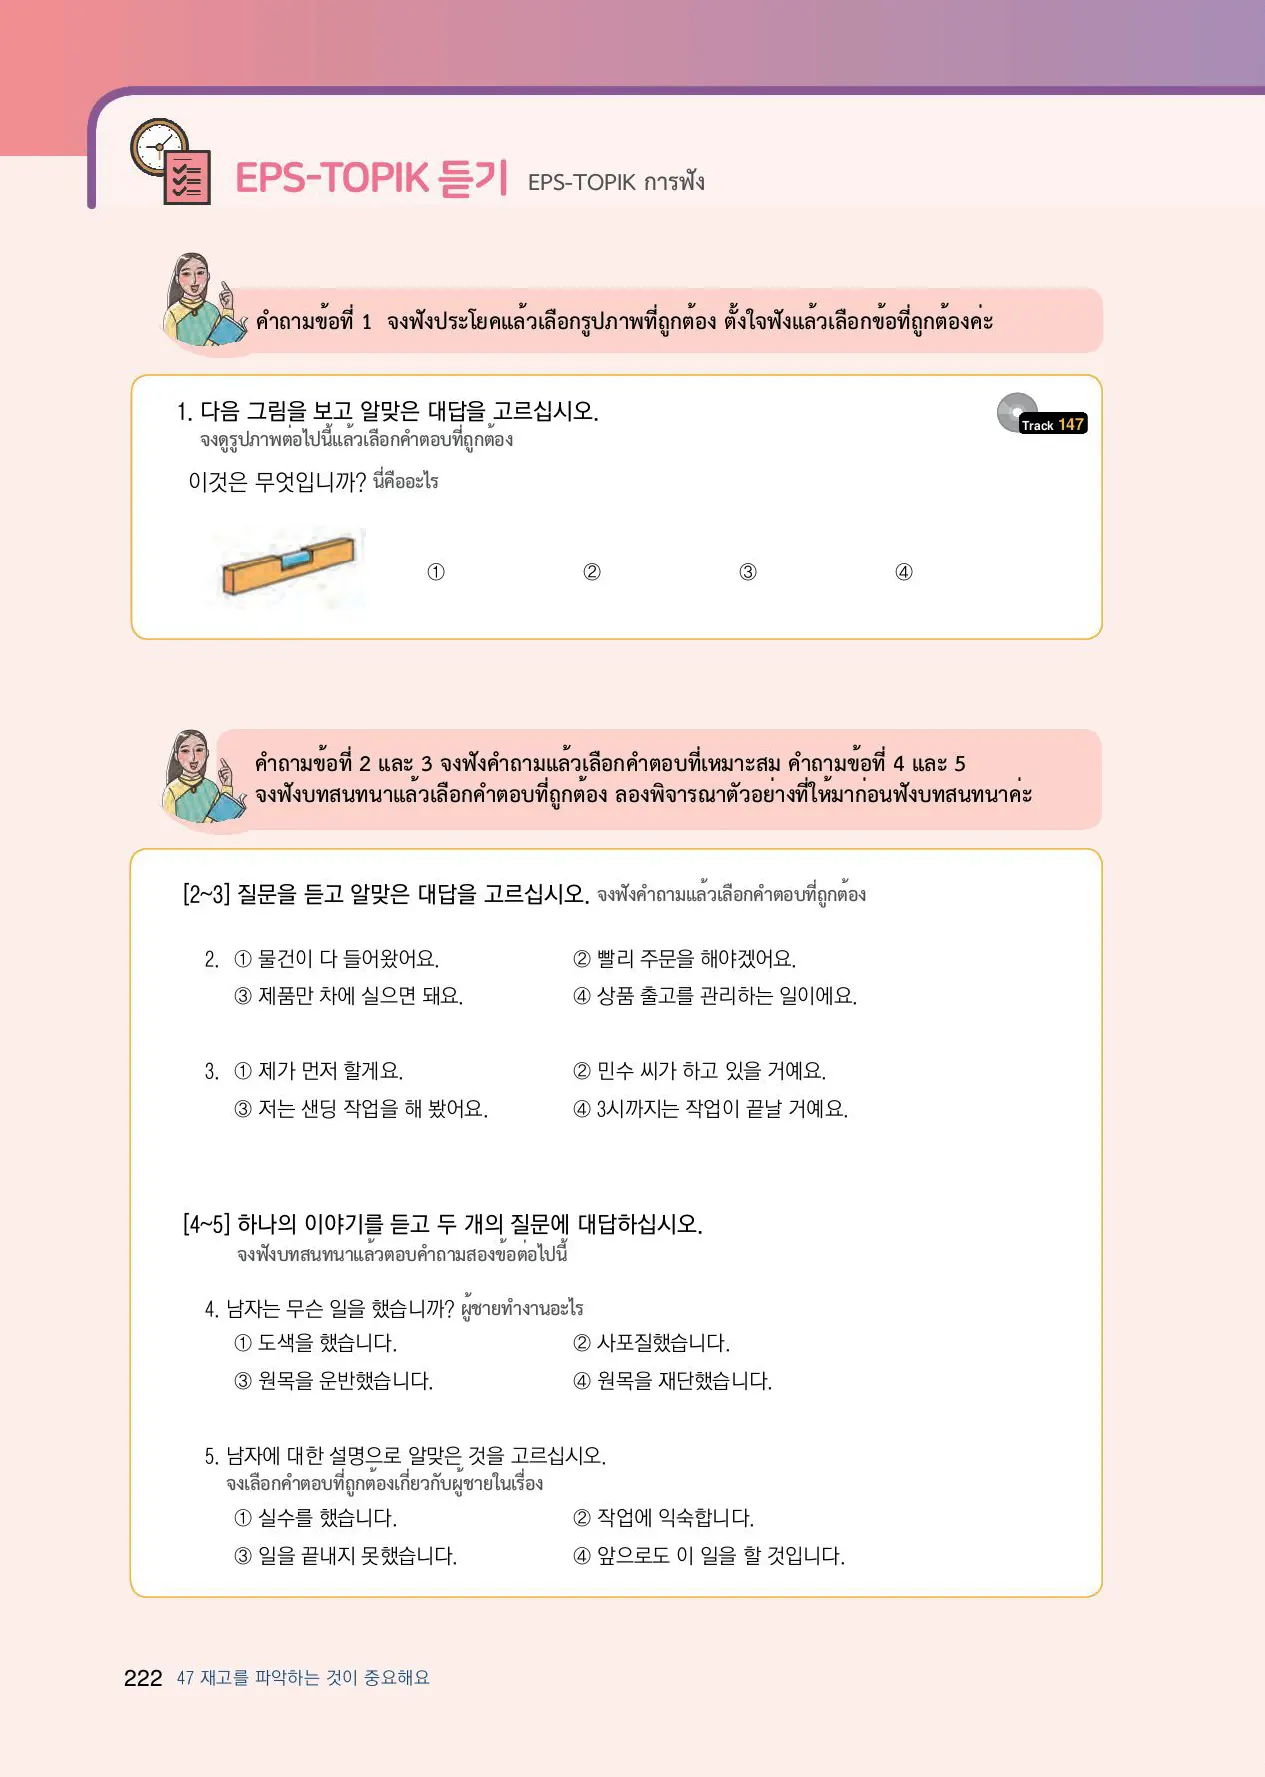 EPS-TOPIK 듣기 EPS-TOPIK การฟัง
คำถามข้อที่ 1 จงฟังประโยคแล้วเลือกรูปภาพที่ถูกต้อง ตั้งใจฟังแล้วเลือกข้อที่ถูกต้องค่ะ
1. 다음 그림을 보고 알맞은 대답을 고르십시오.
จงดูรูปภาพต่อไปนี้แล้วเลือกคำตอบที่ถูกต้อง
Track 147
이것은 무엇입니까? นี่คืออะไร
① ② ③ ④
คำถามข้อที่ 2 และ 3 จงฟังคำถามแล้วเลือกคำตอบที่เหมาะสม คำถามข้อที่ 4 และ 5
จงฟังบทสนทนาแล้วเลือกคำตอบที่ถูกต้อง ลองพิจารณาตัวอย่างที่ให้มาก่อนฟังบทสนทนาค่ะ
[2~3] 질문을 듣고 알맞은 대답을 고르십시오. จงฟังคำถามแล้วเลือกคำตอบที่ถูกต้อง
2. ① 물건이 다 들어왔어요. ② 빨리 주문을 해야겠어요.
③ 제품만 차에 실으면 돼요. ④ 상품 출고를 관리하는 일이에요.
3. ① 제가 먼저 할게요. ② 민수 씨가 하고 있을 거예요.
③ 저는 샌딩 작업을 해 봤어요. ④ 3시까지는 작업이 끝날 거예요.
[4~5] 하나의 이야기를 듣고 두 개의 질문에 대답하십시오.
จงฟังบทสนทนาแล้วตอบคำถามสองข้อต่อไปนี้
4. 남자는 무슨 일을 했습니까? ผู้ชายทำงานอะไร
① 도색을 했습니다. ② 사포질했습니다.
③ 원목을 운반했습니다. ④ 원목을 재단했습니다.
5. 남자에 대한 설명으로 알맞은 것을 고르십시오.
จงเลือกคำตอบที่ถูกต้องเกี่ยวกับผู้ชายในเรื่อง
① 실수를 했습니다. ② 작업에 익숙합니다.
③ 일을 끝내지 못했습니다. ④ 앞으로도 이 일을 할 것입니다.
222 47 재고를 파악하는 것이 중요해요